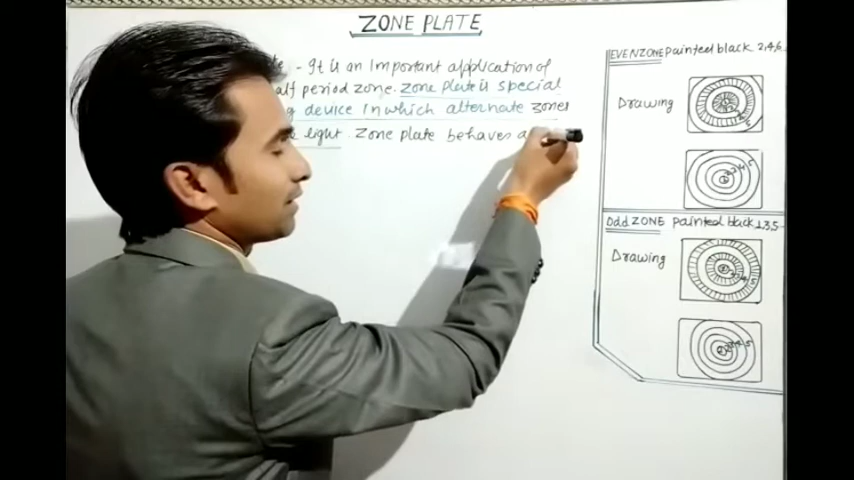 ZONE PLATE
- It is an Important application of
half period zone. zone plate is special
device In which alternate zones
light. Zone plate behaves a
EVEN ZONE painted black 2,4,6
Drawing
Odd ZONE painted black 1.3.5
Drawing